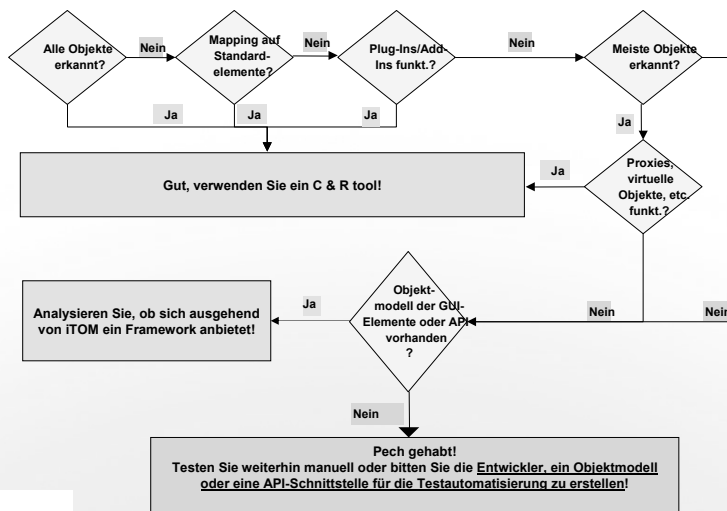 Alle Objekte
erkannt?
Nein
Mapping auf
Standard-
elemente?
Nein
Plug-Ins/Add-
Ins funkt.?
Nein
Meiste Objekte
erkannt?
Ja
Ja
Ja
Ja
Gut, verwenden Sie ein C & R tool!
Ja
Proxies,
virtuelle
Objekte, etc.
funkt.?
Analysieren Sie, ob sich ausgehend
von iTOM ein Framework anbietet!
Ja
Objekt-
modell der GUI-
Elemente oder API
vorhanden
?
Nein
Nein
Nein
Pech gehabt!
Testen Sie weiterhin manuell oder bitten Sie die Entwickler, ein Objektmodell
oder eine API-Schnittstelle für die Testautomatisierung zu erstellen!